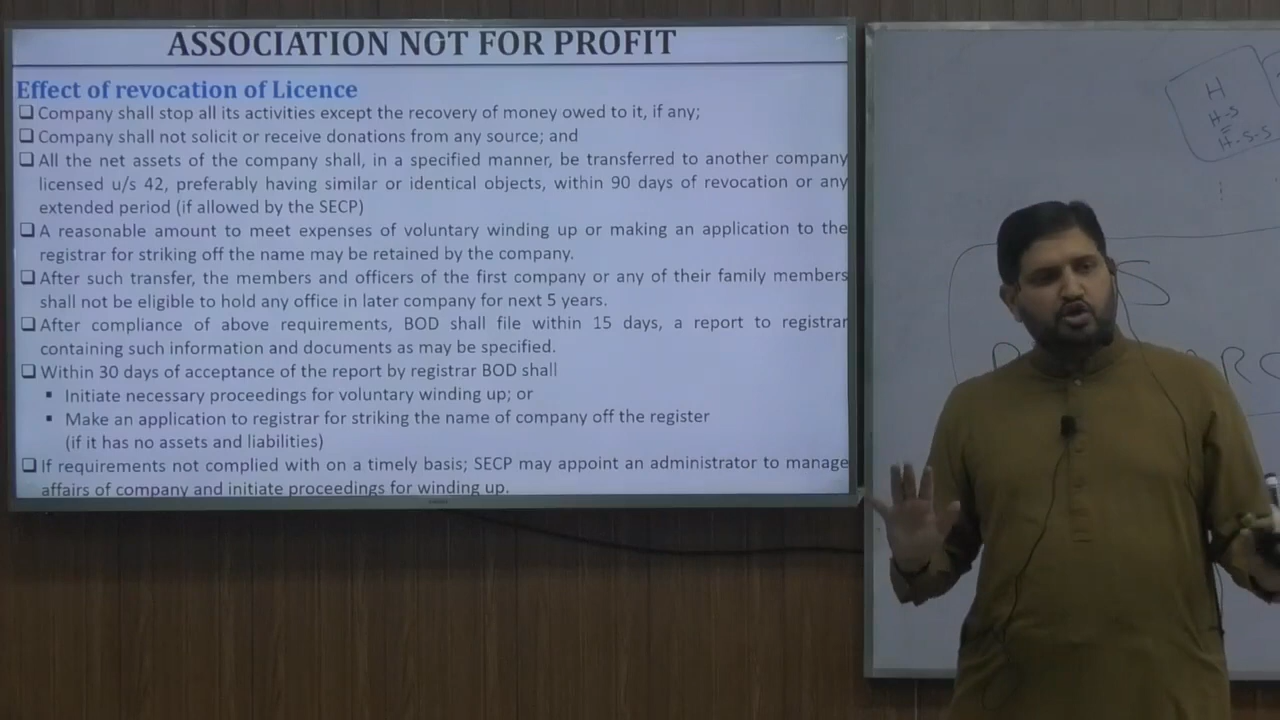 ASSOCIATION NOT FOR PROFIT
Effect of revocation of Licence
❑ Company shall stop all its activities except the recovery of money owed to it, if any;
❑ Company shall not solicit or receive donations from any source; and
❑ All the net assets of the company shall, in a specified manner, be transferred to another company
licensed u/s 42, preferably having similar or identical objects, within 90 days of revocation or any
extended period (if allowed by the SECP)
❑ A reasonable amount to meet expenses of voluntary winding up or making an application to the
registrar for striking off the name may be retained by the company.
❑ After such transfer, the members and officers of the first company or any of their family members
shall not be eligible to hold any office in later company for next 5 years.
❑ After compliance of above requirements, BOD shall file within 15 days, a report to registrar
containing such information and documents as may be specified.
❑ Within 30 days of acceptance of the report by registrar BOD shall
▪ Initiate necessary proceedings for voluntary winding up; or
▪ Make an application to registrar for striking the name of company off the register
(if it has no assets and liabilities)
❑ If requirements not complied with on a timely basis; SECP may appoint an administrator to manage
affairs of company and initiate proceedings for winding up.
H
H-S
H-S-S